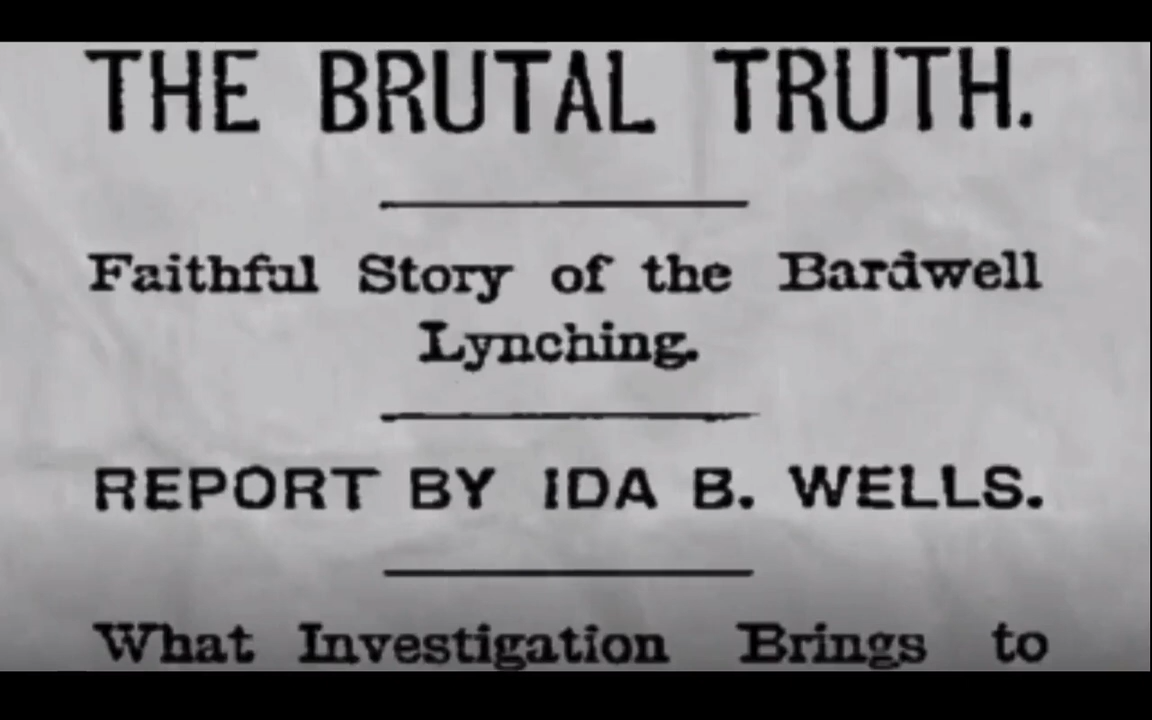 THE BRUTAL TRUTH.
Faithful Story of the Bardwell
Lynching.
REPORT BY IDA B. WELLS.
What Investigation Brings to